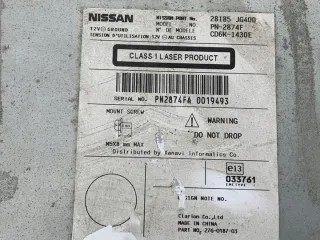 NISSAN NISSAN PART No. 28185 JG400
12V⎓ GROUND MODEL NO. PN-2874F
TENSION D'UTILISATION:12V ⎓ AU CHASSIS N° DE MODELE CD6K-1430E
CLASS 1 LASER PRODUCT
SERIAL NO. PN2874FA 0019493
MOUNT SCREW
WARNING
DO NOT DROP
M5X8 mm MAX
Distributed by Yanavi Informatics Co.
e13
033761
DESIGN NOTE NO.
Clarion Co., Ltd
MADE IN CHINA
PART NO. 276-0187-03